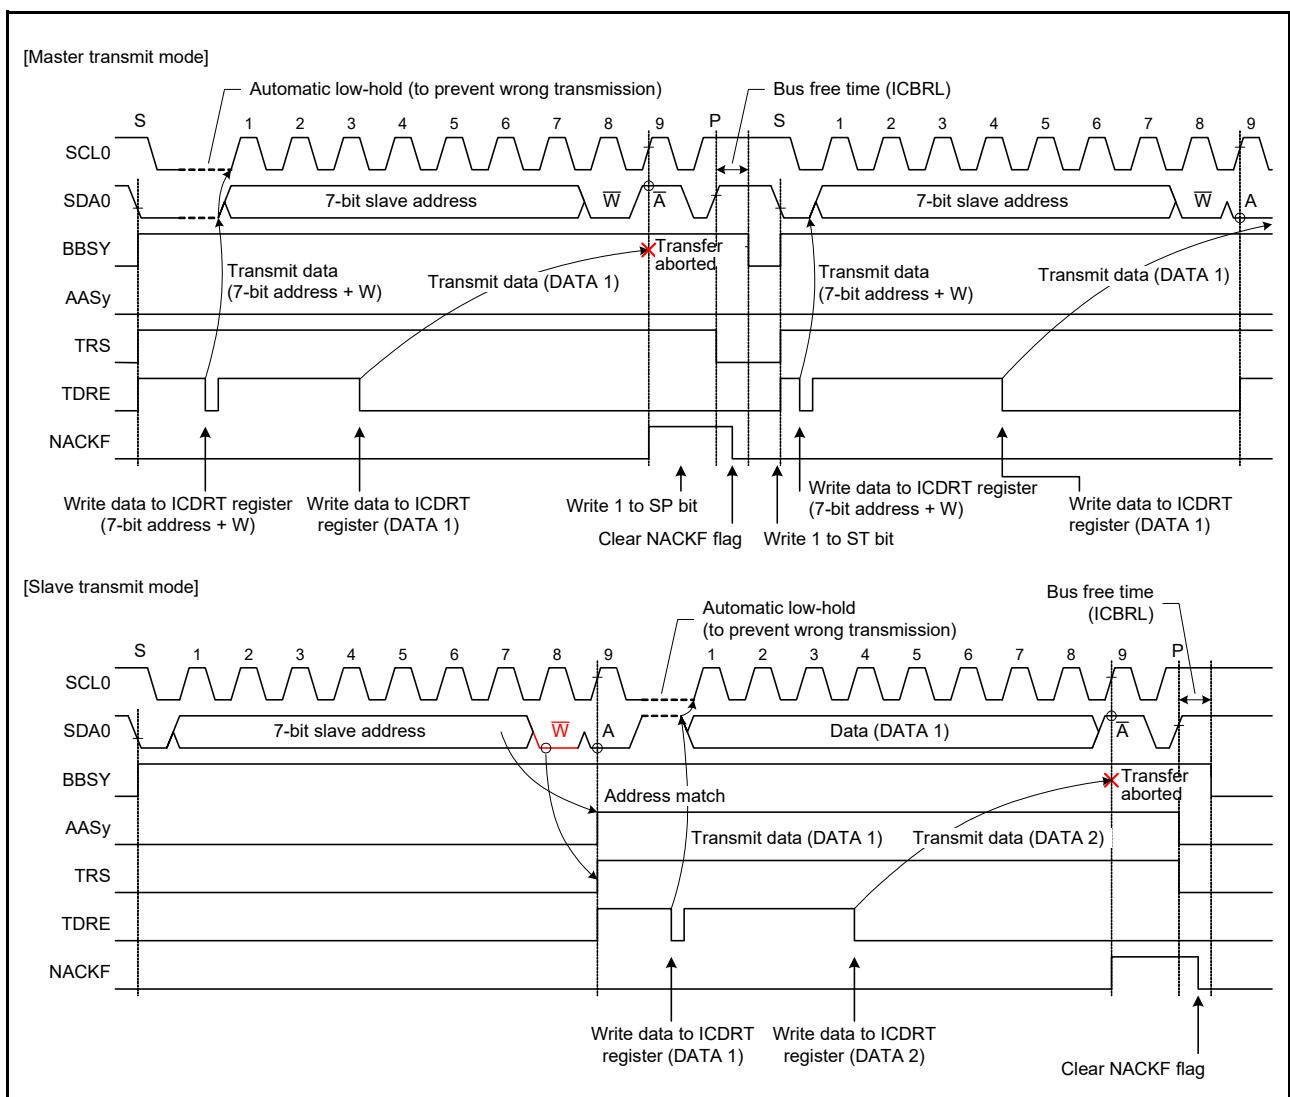 [Master transmit mode]
Automatic low-hold (to prevent wrong transmission)
Bus free time (ICBRL)
S 1 2 3 4 5 6 7 8 9 P S 1 2 3 4 5 6 7 8 9
SCL0
SDA0 7-bit slave address W̅ A̅ 7-bit slave address W̅ A
BBSY
Transfer
aborted
Transmit data
(7-bit address + W)
Transmit data (DATA 1)
Transmit data
(7-bit address + W)
Transmit data (DATA 1)
AASy
TRS
TDRE
NACKF
Write data to ICDRT register
(7-bit address + W)
Write data to ICDRT
register (DATA 1)
Write 1 to SP bit
Clear NACKF flag
Write 1 to ST bit
Write data to ICDRT register
(7-bit address + W)
Write data to ICDRT
register (DATA 1)
[Slave transmit mode]
Automatic low-hold
(to prevent wrong transmission)
Bus free time
(ICBRL)
S 1 2 3 4 5 6 7 8 9 1 2 3 4 5 6 7 8 9 P
SCL0
SDA0 7-bit slave address W̅ A Data (DATA 1) A̅
BBSY
Transfer
aborted
Address match
AASy
Transmit data (DATA 1)
Transmit data (DATA 2)
TRS
TDRE
NACKF
Write data to ICDRT
register (DATA 1)
Write data to ICDRT
register (DATA 2)
Clear NACKF flag